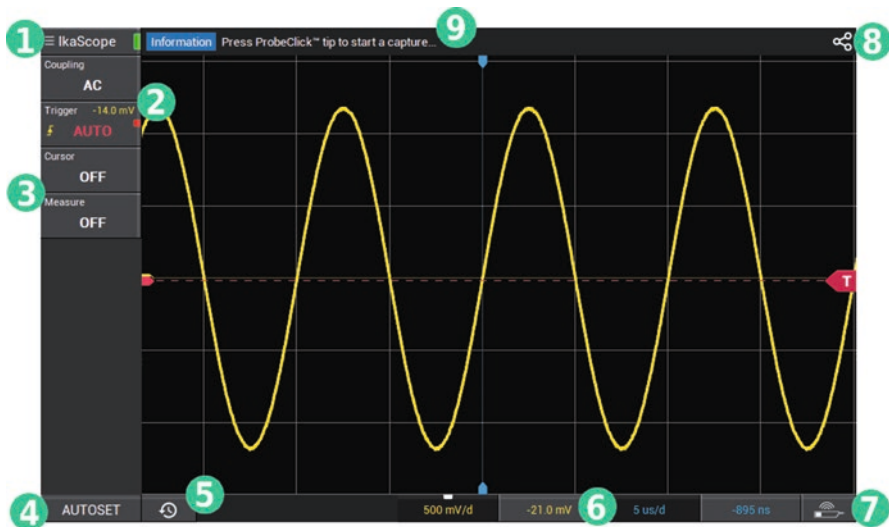 1 IkaScope Information Press ProbeClick™ tip to start a capture... 9 8
Coupling
AC
Trigger -14.0 mV 2
AUTO
Cursor
OFF
3
Measure
OFF
T
4 AUTOSET 5 500 mV/d -21.0 mV 6 5 us/d -895 ns 7